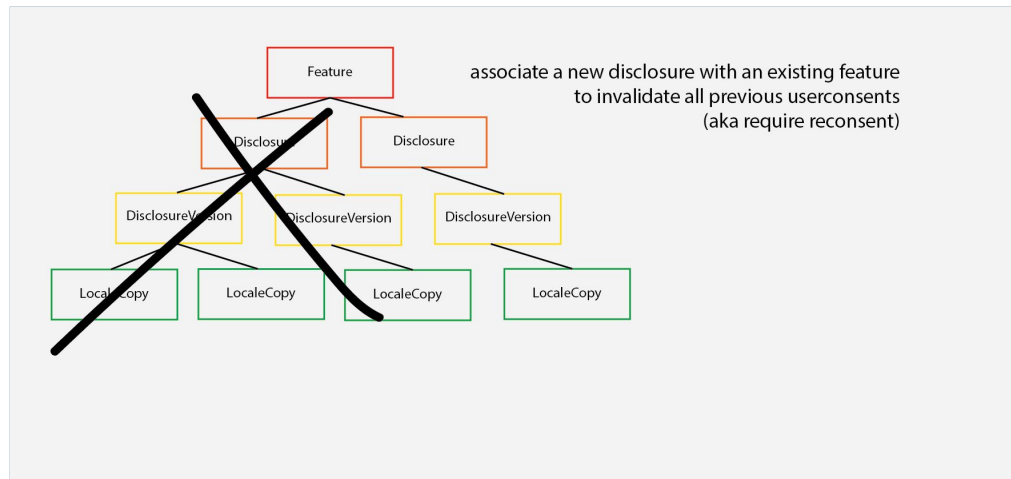 Feature
associate a new disclosure with an existing feature
to invalidate all previous userconsents
(aka require reconsent)
Disclosure
Disclosure
DisclosureVersion
DisclosureVersion
DisclosureVersion
LocaleCopy
LocaleCopy
LocaleCopy
LocaleCopy